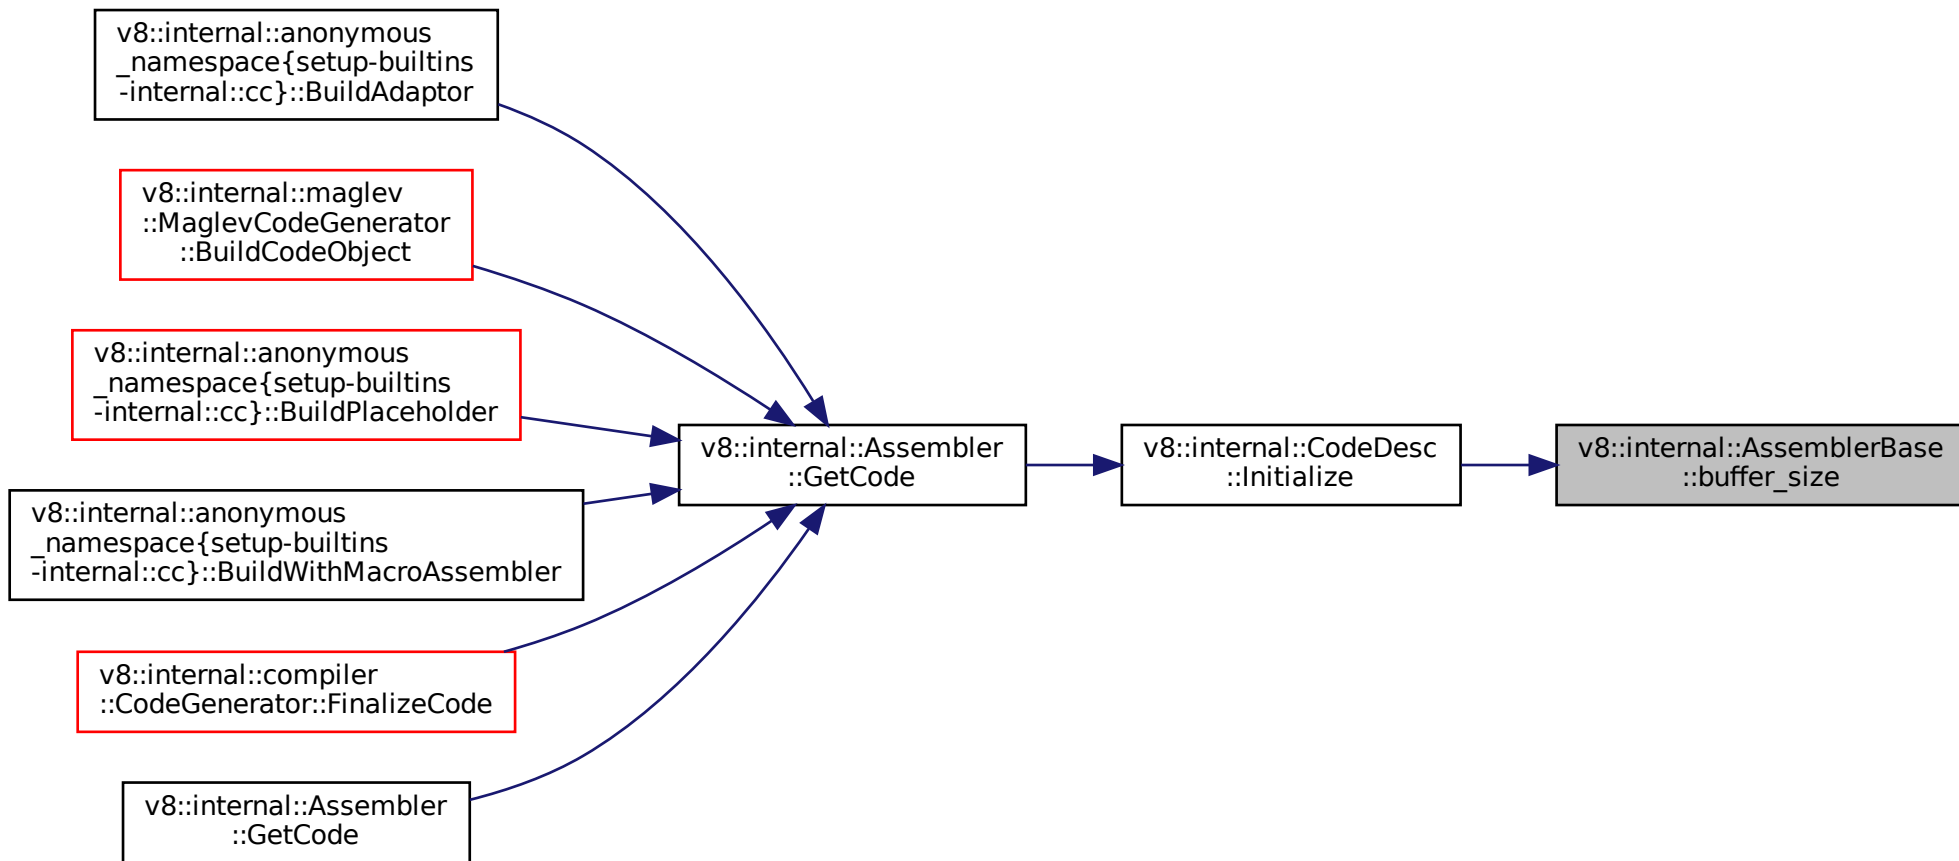 v8::internal::anonymous
_namespace{setup-builtins
-internal::cc}::BuildAdaptor
v8::internal::maglev
::MaglevCodeGenerator
::BuildCodeObject
v8::internal::anonymous
_namespace{setup-builtins
-internal::cc}::BuildPlaceholder
v8::internal::anonymous
_namespace{setup-builtins
-internal::cc}::BuildWithMacroAssembler
v8::internal::compiler
::CodeGenerator::FinalizeCode
v8::internal::Assembler
::GetCode
v8::internal::Assembler
::GetCode
v8::internal::CodeDesc
::Initialize
v8::internal::AssemblerBase
::buffer_size